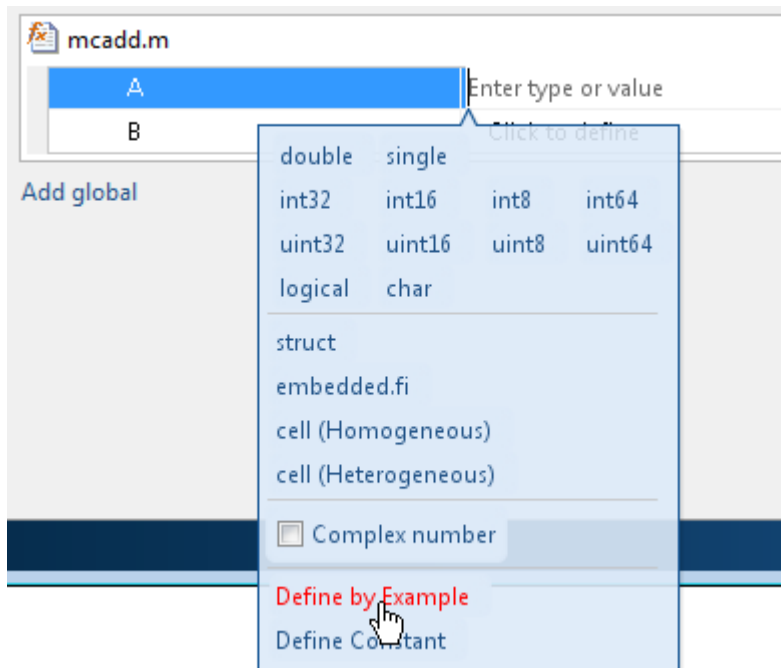 mcadd.m
A Enter type or value
B Click to define
Add global
double single
int32 int16 int8 int64
uint32 uint16 uint8 uint64
logical char
struct
embedded.fi
cell (Homogeneous)
cell (Heterogeneous)
Complex number
Define by Example
Define Constant